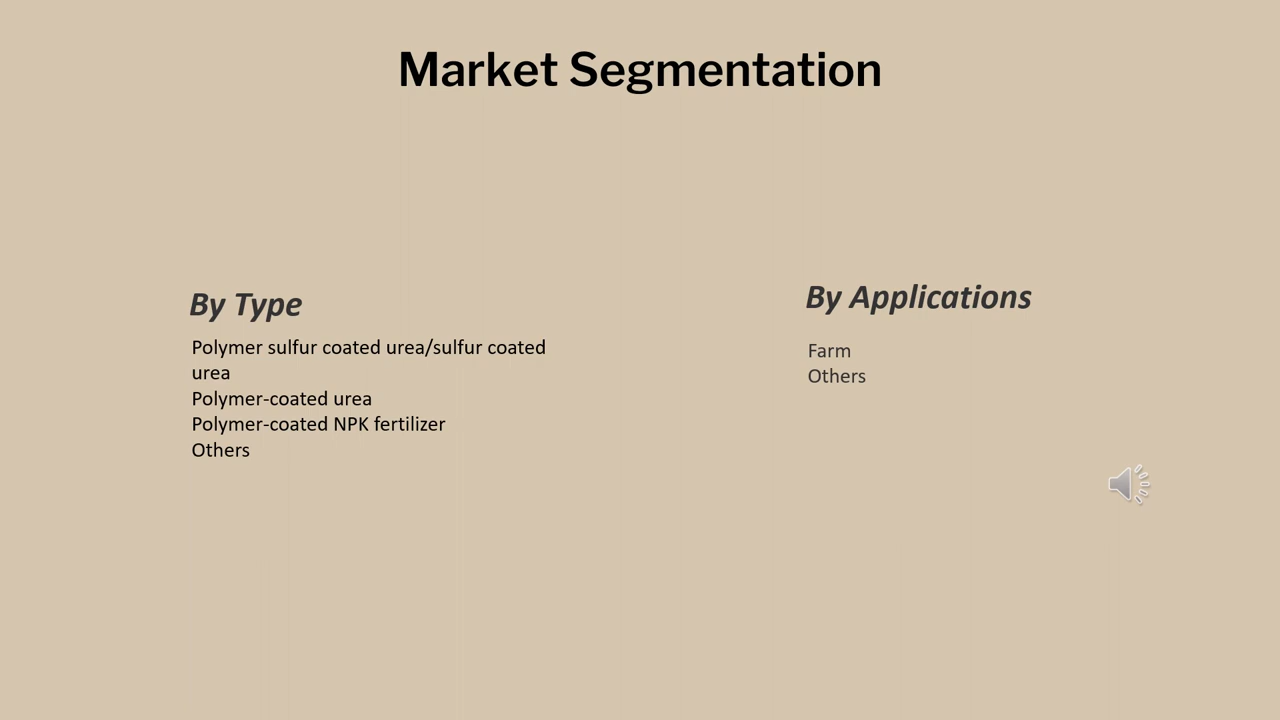 Market Segmentation
By Type
Polymer sulfur coated urea/sulfur coated
urea
Polymer-coated urea
Polymer-coated NPK fertilizer
Others
By Applications
Farm
Others